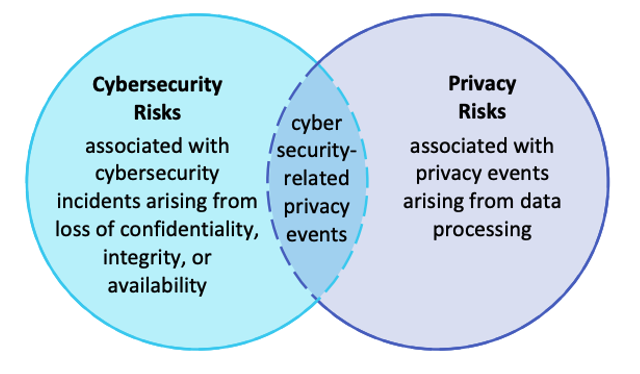 Cybersecurity
Risks
associated with
cybersecurity
incidents arising from
loss of confidentiality,
integrity, or
availability
cyber
security-
related
privacy
events
Privacy
Risks
associated with
privacy events
arising from data
processing